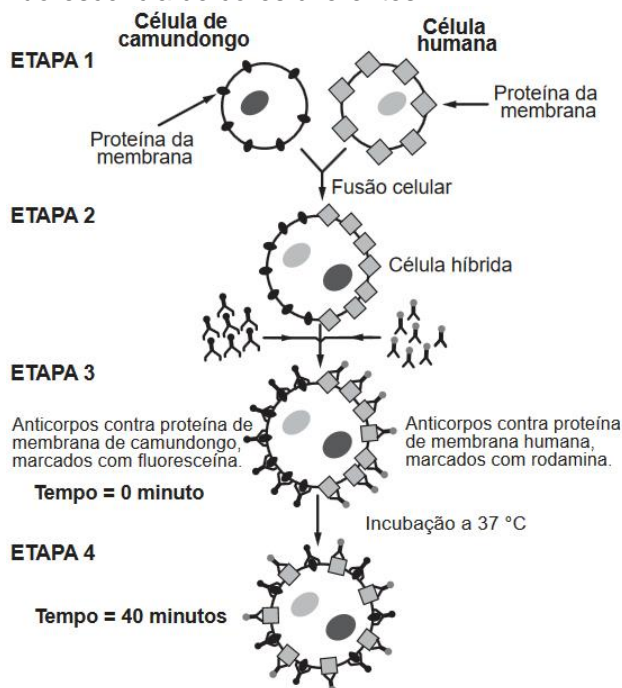 Célula de
camundongo
Célula
humana
ETAPA 1
Proteína da
membrana
Proteína da
membrana
Fusão celular
ETAPA 2
Célula híbrida
ETAPA 3
Anticorpos contra proteína de
membrana de camundongo,
marcados com fluoresceína.
Anticorpos contra proteína
de membrana humana,
marcados com rodamina.
Tempo = 0 minuto
Incubação a 37 °C
ETAPA 4
Tempo = 40 minutos